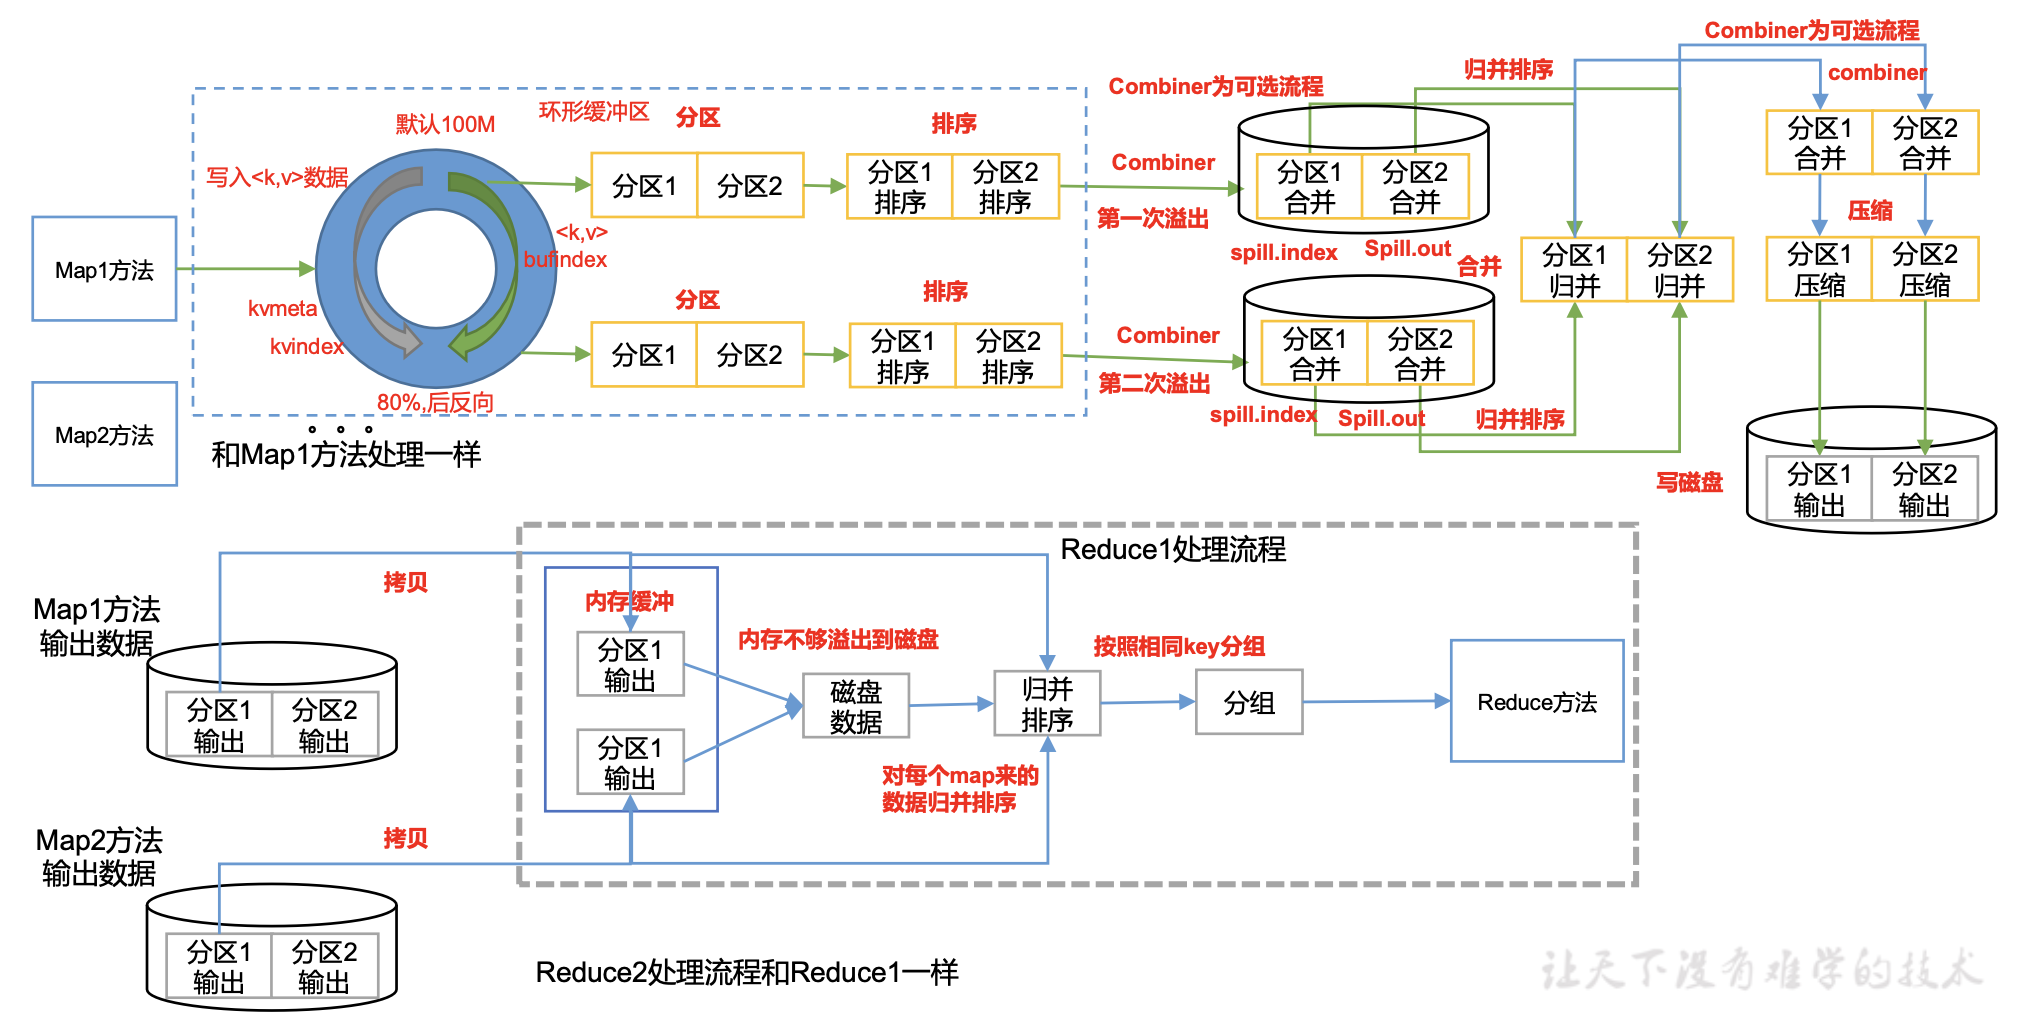 Combiner为可选流程
归并排序
combiner
Combiner为可选流程
默认100M
环形缓冲区
分区
排序
写入<k,v>数据
分区1
分区2
分区1
排序
分区2
排序
Combiner
第一次溢出
分区1
合并
分区2
合并
spill.index
Spill.out
分区1
合并
分区2
合并
压缩
Map1方法
<k,v>
bufindex
kvmeta
kvindex
80%,后反向
分区
排序
分区1
分区2
分区1
排序
分区2
排序
Combiner
第二次溢出
分区1
合并
分区2
合并
spill.index
Spill.out
合并
归并排序
分区1
归并
分区2
归并
分区1
压缩
分区2
压缩
写磁盘
分区1
输出
分区2
输出
Map2方法
。。。
和Map1方法处理一样
Reduce1处理流程
Map1方法
输出数据
拷贝
分区1
输出
分区2
输出
内存缓冲
分区1
输出
分区1
输出
内存不够溢出到磁盘
磁盘
数据
归并
排序
对每个map来的
数据归并排序
按照相同key分组
分组
Reduce方法
Map2方法
输出数据
拷贝
分区1
输出
分区2
输出
Reduce2处理流程和Reduce1一样
让天下没有难学的技术